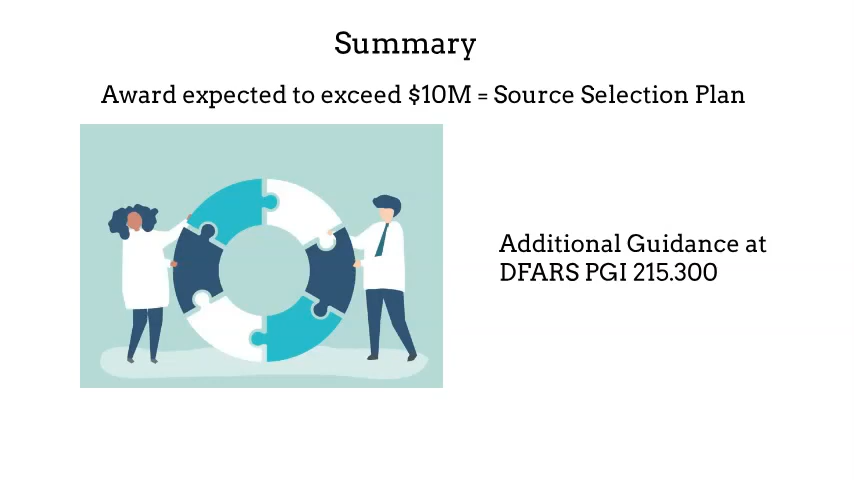 Summary
Award expected to exceed $10M = Source Selection Plan
Additional Guidance at
DFARS PGI 215.300